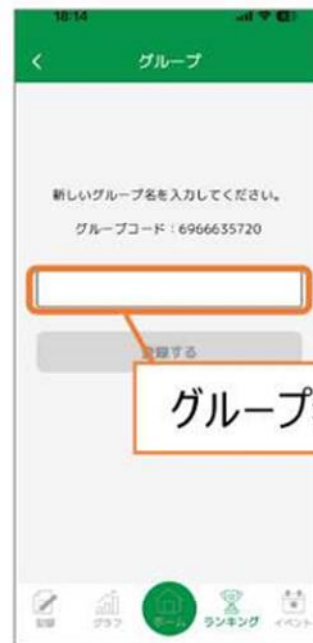 18:14
グループ
新しいグループ名を入力してください。
グループコード：6966635720
登録する
グループ
記録
グラフ
ホーム
ランキング
イベント